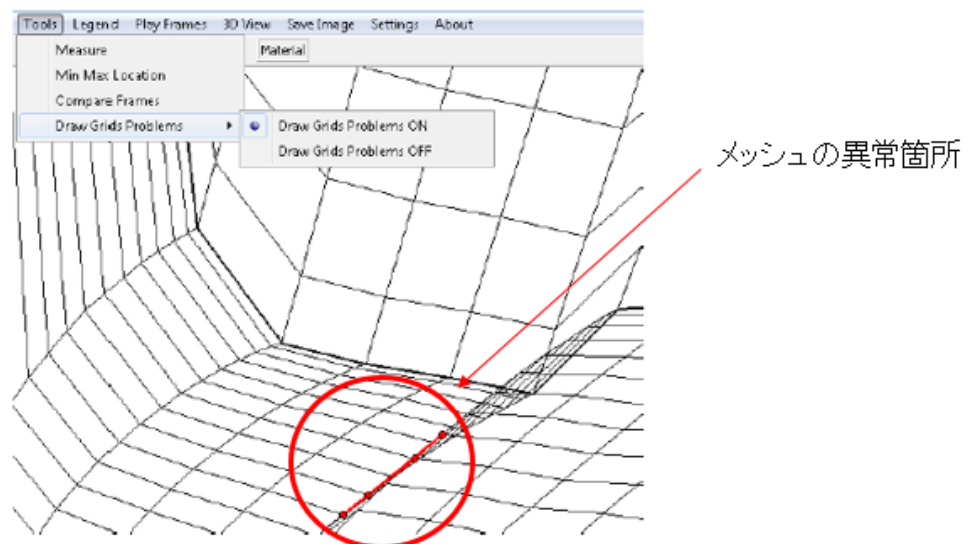 Tools Legend Play Frames 3D View Save Image Settings About
Measure
Material
Min Max Location
Compare Frames
Draw Grids Problems
Draw Grids Problems ON
Draw Grids Problems OFF
メッシュの異常箇所